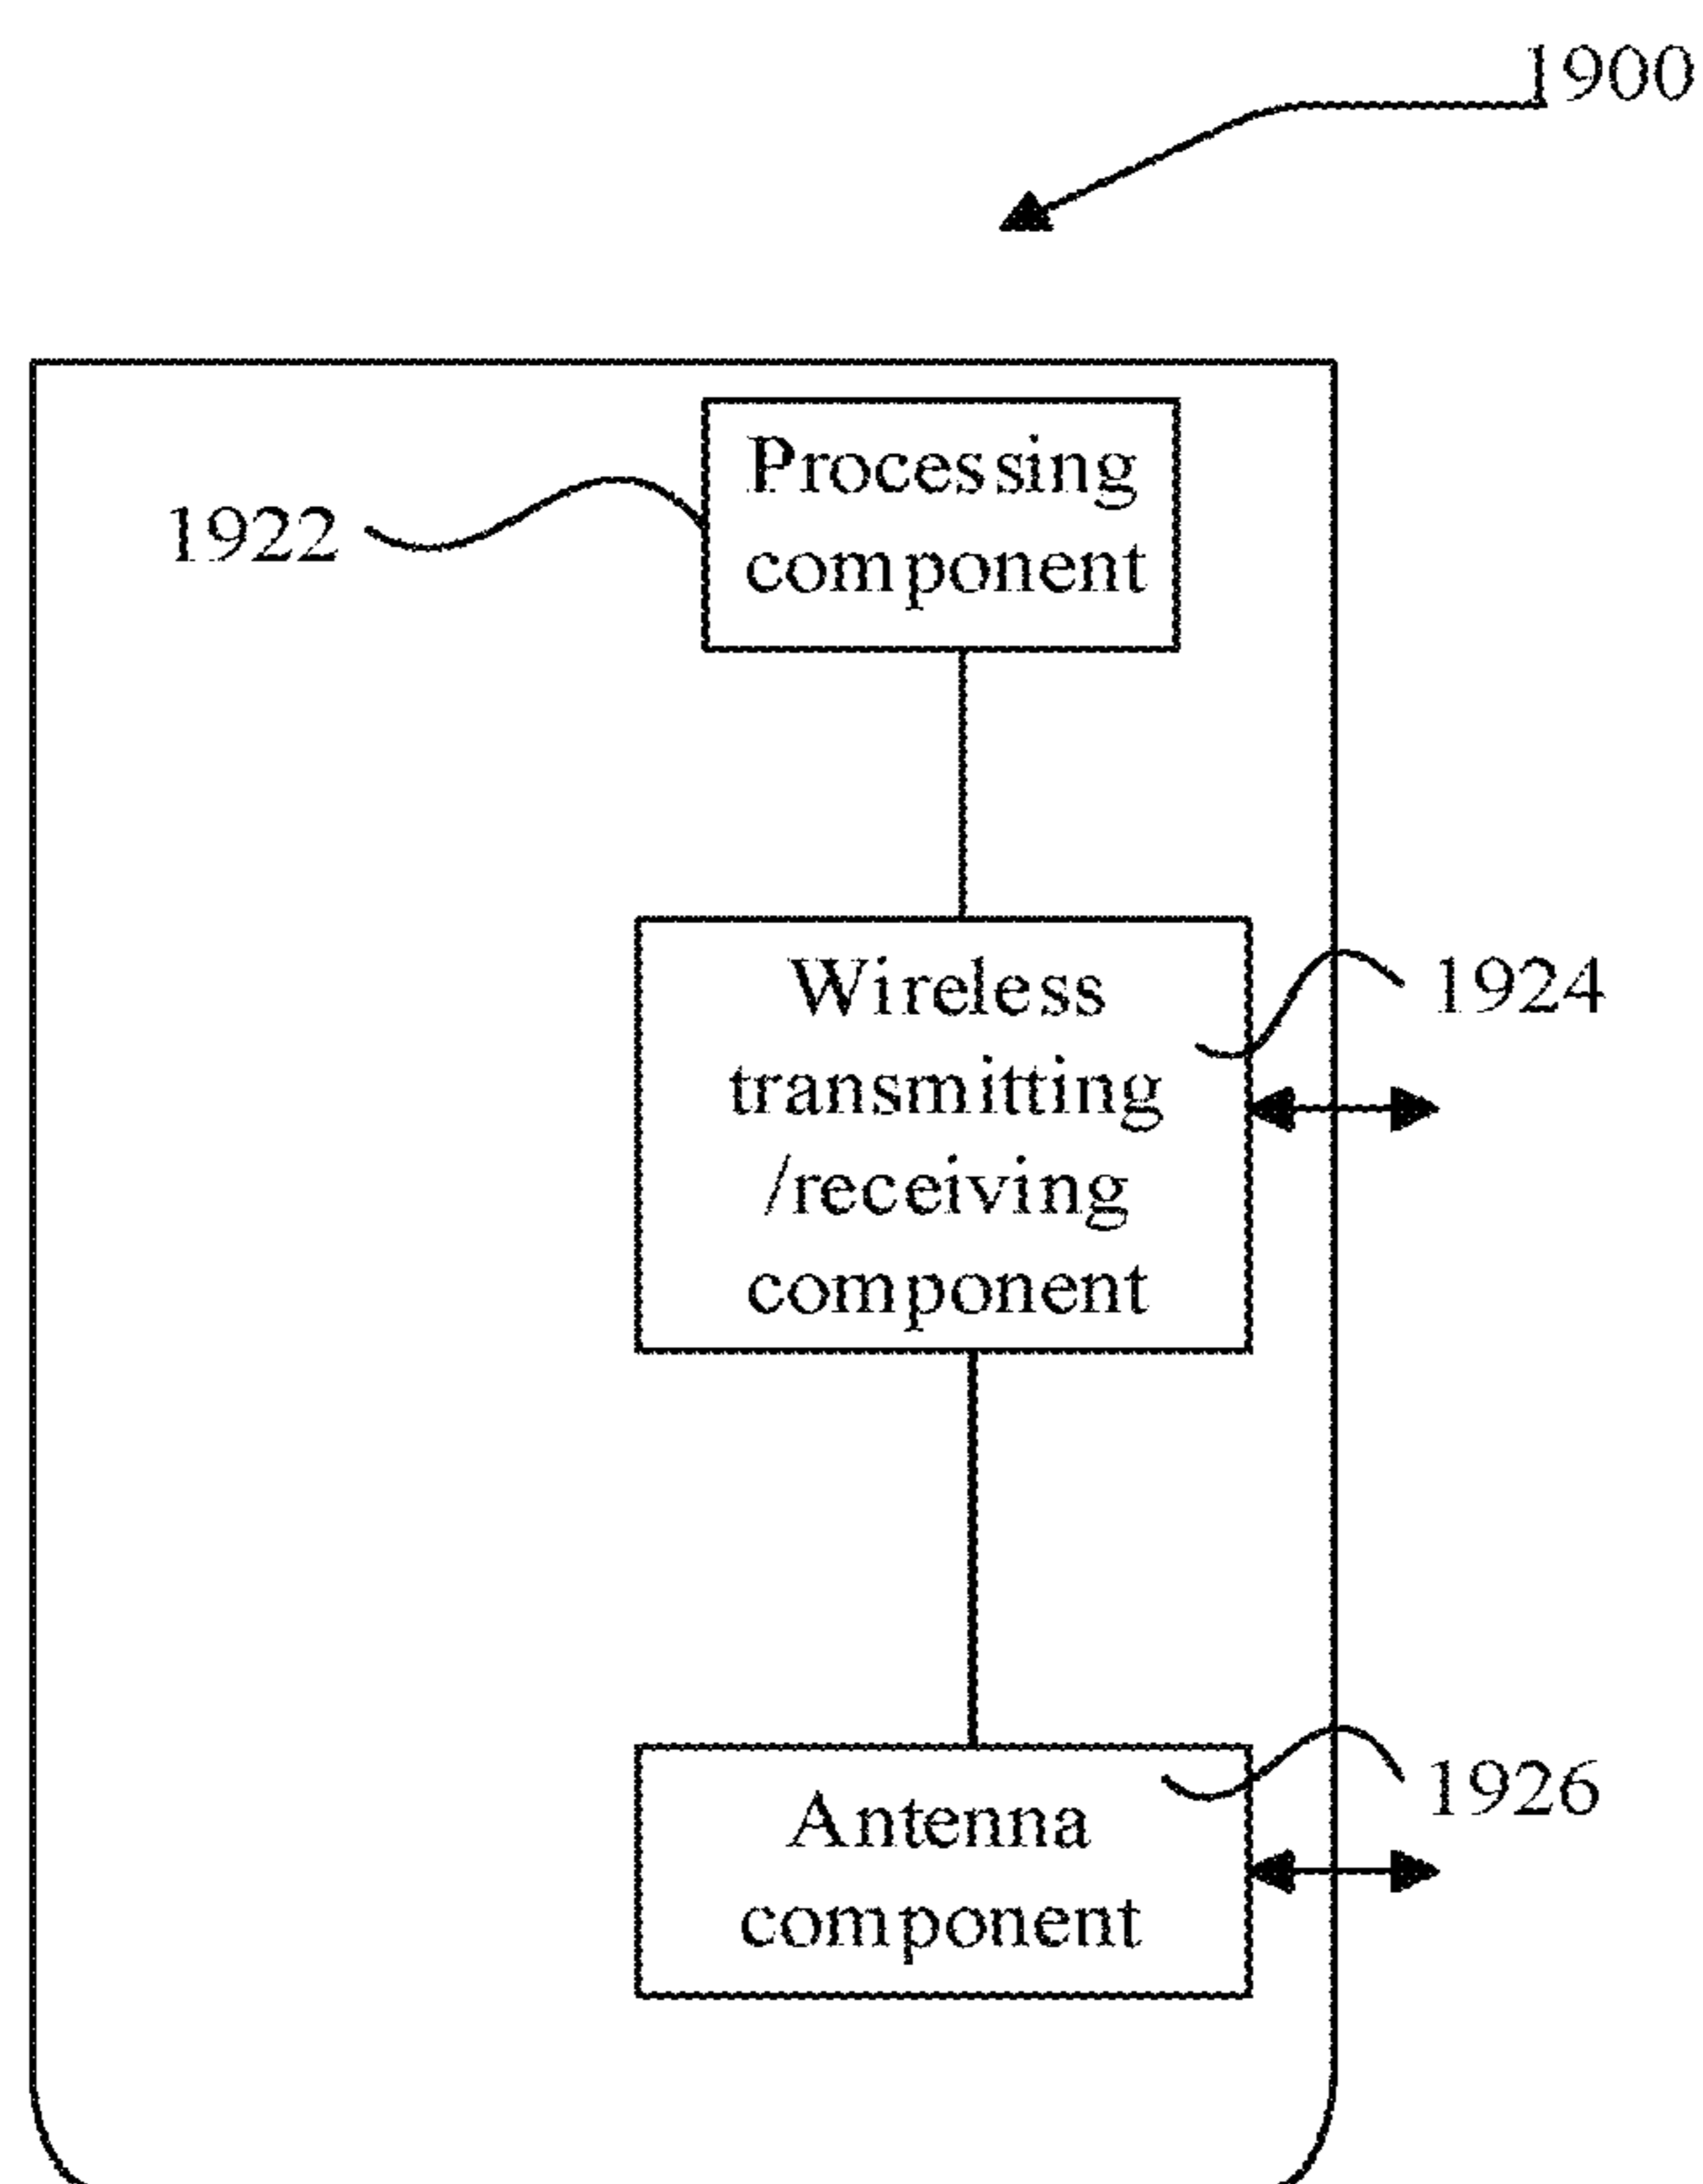 1900
Processing
component
1922
Wireless
transmitting
/receiving
component
1924
1926
Antenna
component